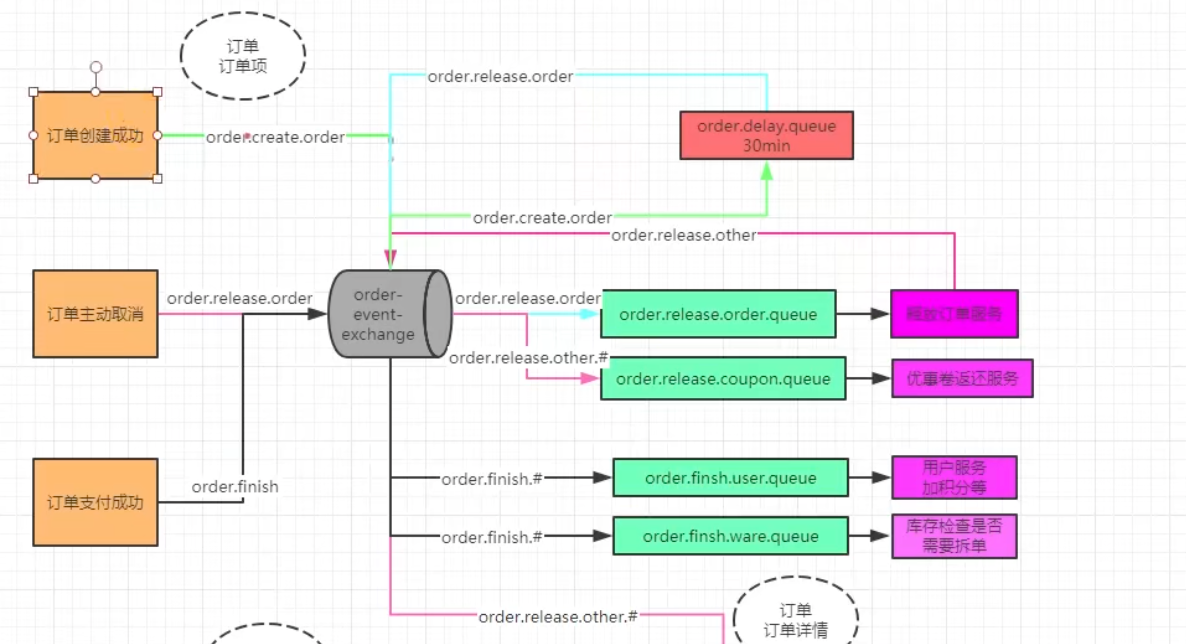 订单
订单项
order.release.order
order.delay.queue
30min
订单创建成功
order.create.order
order.create.order
order.release.other
订单主动取消
order.release.order
order-
event-
exchange
order.release.order
order.release.order.queue
释放订单服务
order.release.other.#
order.release.coupon.queue
优惠卷返还服务
订单支付成功
order.finish
order.finish.#
order.finsh.user.queue
用户服务
加积分等
order.finish.#
order.finsh.ware.queue
库存检查是否
需要拆单
order.release.other.#
订单
订单详情